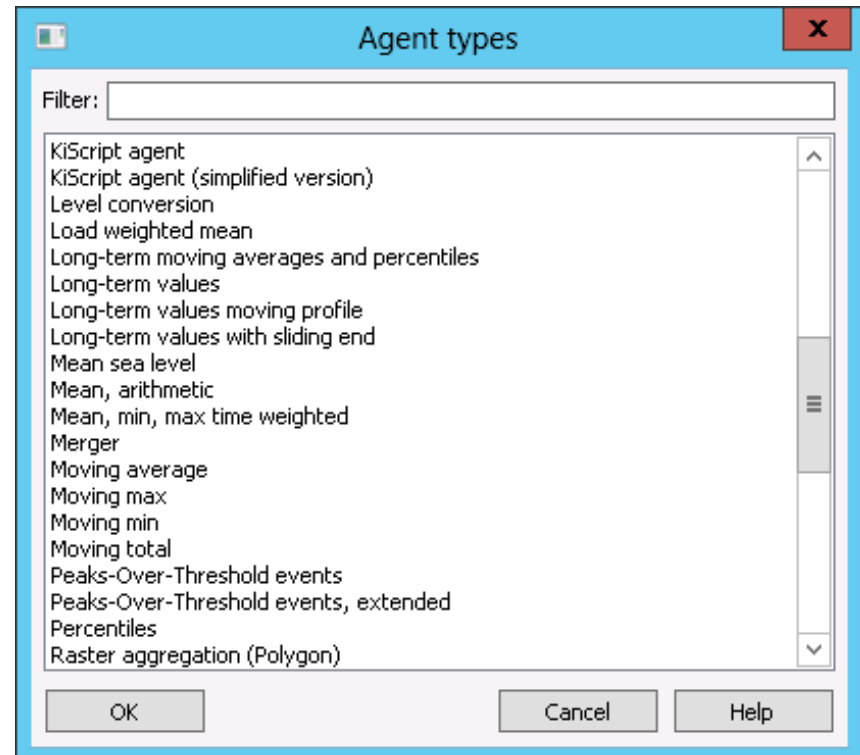 Agent types
x
Filter:
KiScript agent
KiScript agent (simplified version)
Level conversion
Load weighted mean
Long-term moving averages and percentiles
Long-term values
Long-term values moving profile
Long-term values with sliding end
Mean sea level
Mean, arithmetic
Mean, min, max time weighted
Merger
Moving average
Moving max
Moving min
Moving total
Peaks-Over-Threshold events
Peaks-Over-Threshold events, extended
Percentiles
Raster aggregation (Polygon)
OK Cancel Help